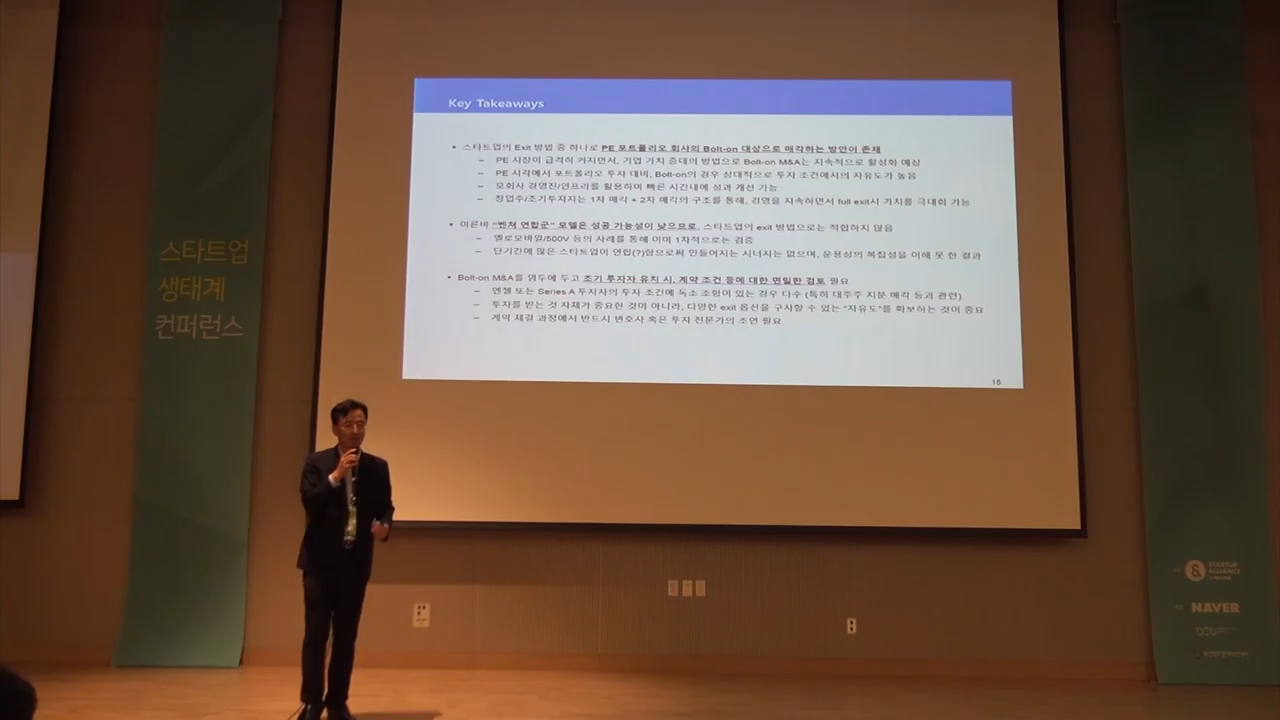 Key Takeaways
• 스타트업의 Exit 방법 중 하나로 PE 포트폴리오 회사의 Bolt-on 대상으로 매각하는 방안이 존재
– PE 시장이 급격히 커지면서, 기업 가치 증대의 방법으로 Bolt-on M&A는 지속적으로 활성화 예상
– PE 시각에서 포트폴리오 투자 대비, Bolt-on의 경우 상대적으로 투자 조건에서의 자유도가 높음
– 모회사 경영진/인프라를 활용하여 빠른 시간내에 성과 개선 가능
– 창업주/초기투자자는 1차 매각 + 2차 매각의 구조를 통해, 경영을 지속하면서 full exit시 가치를 극대화 가능
• 이른바 "벤쳐 연합군" 모델은 성공 가능성이 낮으므로, 스타트업의 exit 방법으로는 적합하지 않음
– 옐로모바일/500V 등의 사례를 통해 이미 1차적으로는 검증
– 단기간에 많은 스타트업이 연합(?)함으로써 만들어지는 시너지는 없으며, 운용성의 복잡성을 이해 못 한 결과
• Bolt-on M&A를 염두에 두고 초기 투자자 유치 시, 계약 조건 등에 대한 면밀한 검토 필요
– 엔젤 또는 Series A 투자자의 투자 조건에 독소 조항이 있는 경우 다수 (특히 대주주 지분 매각 등과 관련)
– 투자를 받는 것 자체가 중요한 것이 아니라, 다양한 exit 옵션을 구사할 수 있는 "자유도"를 확보하는 것이 중요
– 계약 체결 과정에서 반드시 변호사 혹은 투자 전문가의 조언 필요
15
스타트업
생태계
컨퍼런스
&
STARTUP
ALLIANCE
NAVER